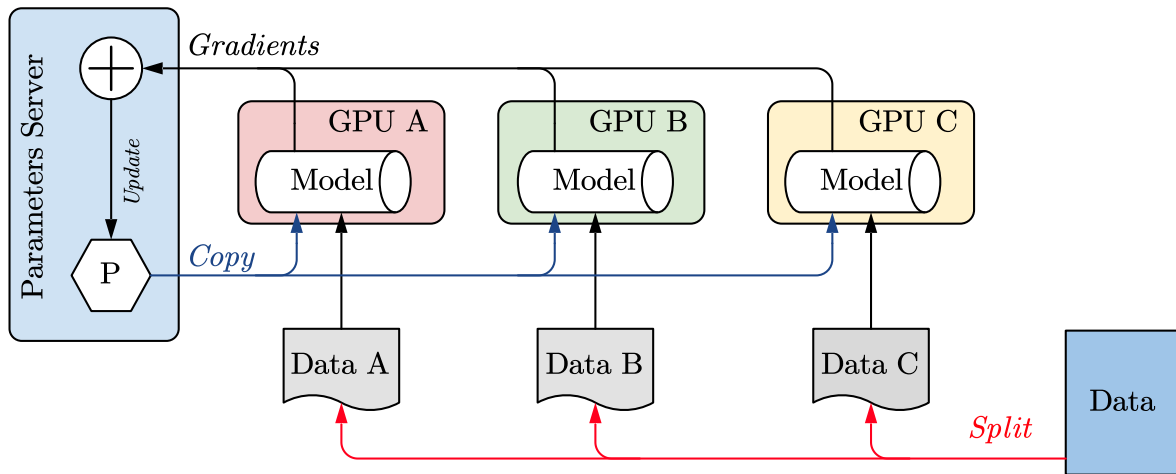 Parameters Server
Gradients
Update
P
Copy
GPU A
Model
GPU B
Model
GPU C
Model
Data A
Data B
Data C
Split
Data